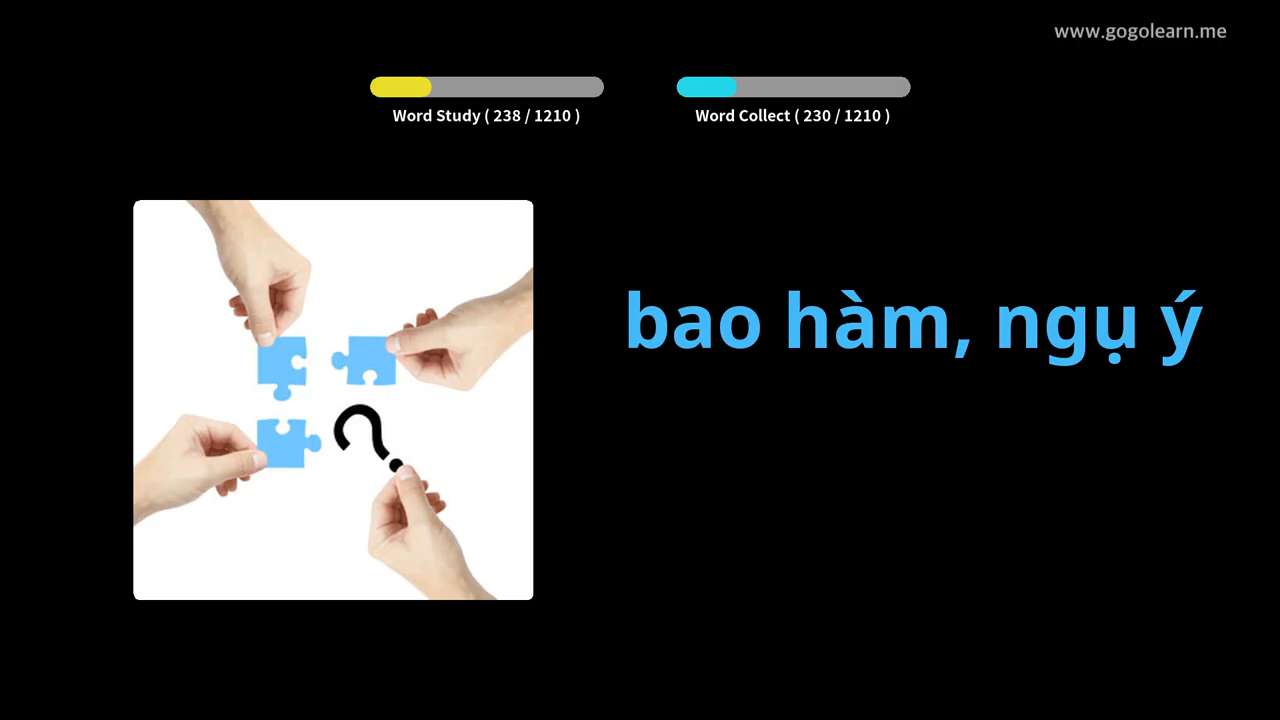 www.gogolearn.me
Word Study ( 238 / 1210 )
Word Collect ( 230 / 1210 )
bao hàm, ngụ ý
?